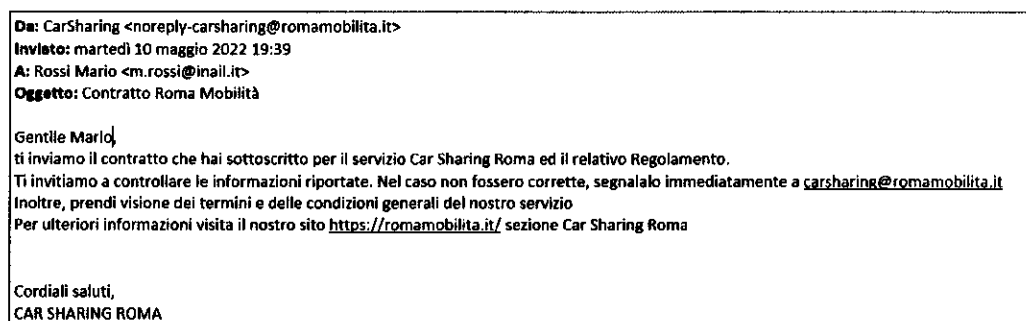 Da: CarSharing <noreply-carsharing@romamobilita.it>
Inviato: martedì 10 maggio 2022 19:39
A: Rossi Mario <m.rossi@inail.it>
Oggetto: Contratto Roma Mobilità
Gentile Mario,
ti inviamo il contratto che hai sottoscritto per il servizio Car Sharing Roma ed il relativo Regolamento.
Ti invitiamo a controllare le informazioni riportate. Nel caso non fossero corrette, segnalalo immediatamente a carsharing@romamobilita.it
Inoltre, prendi visione dei termini e delle condizioni generali del nostro servizio
Per ulteriori informazioni visita il nostro sito https://romamobilita.it/ sezione Car Sharing Roma
Cordiali saluti,
CAR SHARING ROMA